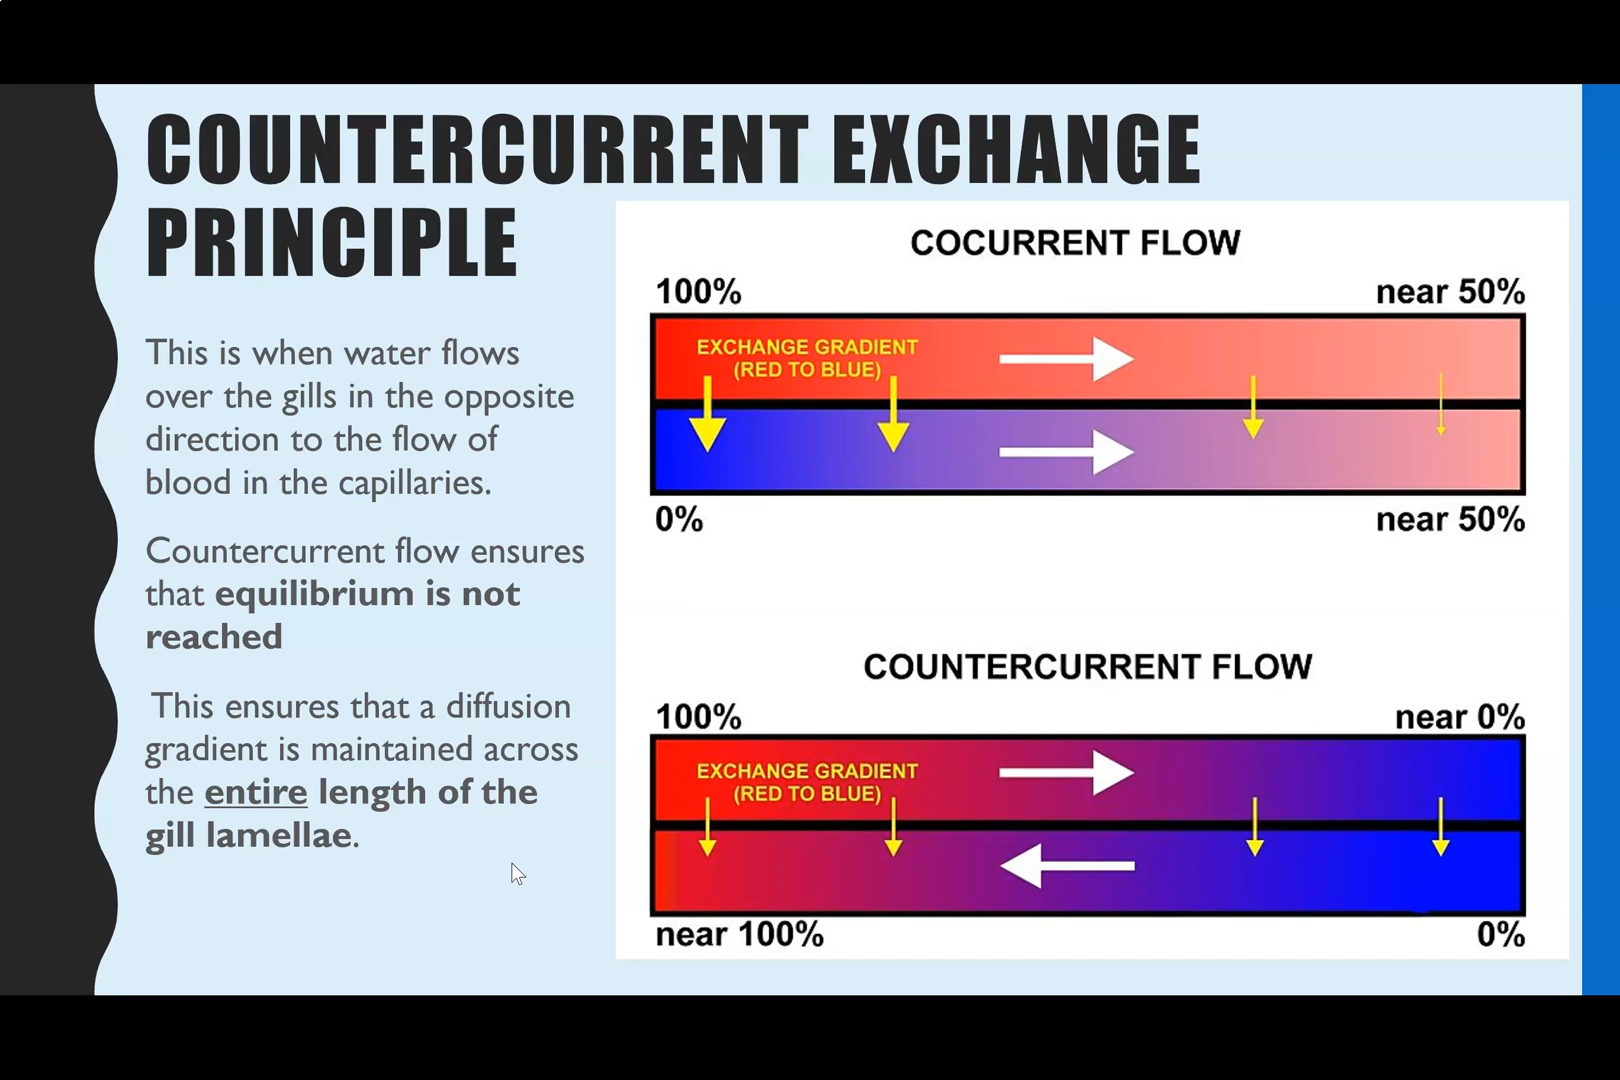 COUNTERCURRENT EXCHANGE
PRINCIPLE
This is when water flows
over the gills in the opposite
direction to the flow of
blood in the capillaries.
Countercurrent flow ensures
that equilibrium is not
reached
This ensures that a diffusion
gradient is maintained across
the entire length of the
gill lamellae.
COCURRENT FLOW
100%
near 50%
EXCHANGE GRADIENT
(RED TO BLUE)
0%
near 50%
COUNTERCURRENT FLOW
100%
near 0%
EXCHANGE GRADIENT
(RED TO BLUE)
near 100%
0%